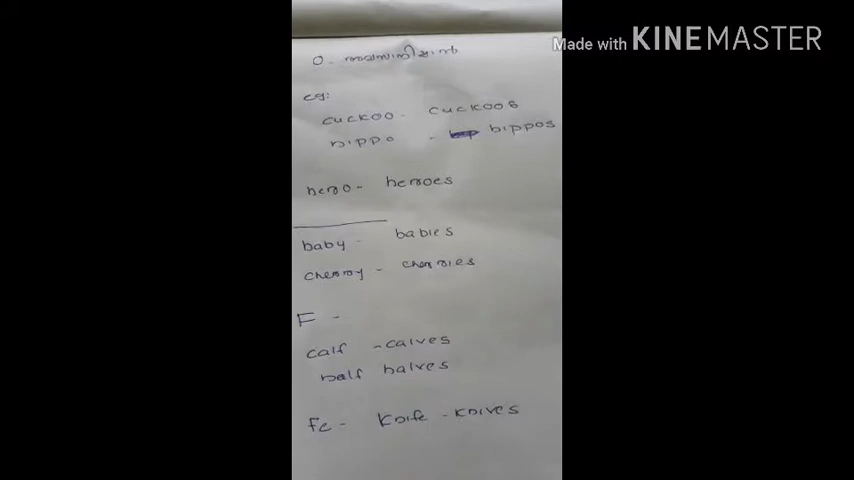 Made with KINEMASTER
O - അവസാനിച്ചാൽ
eg:
cuckoo - cuckoos
hippo - hippos
hero - heroes
baby - babies
cherry - cherries
F -
calf - calves
half halves
Fe - Knife - Knives